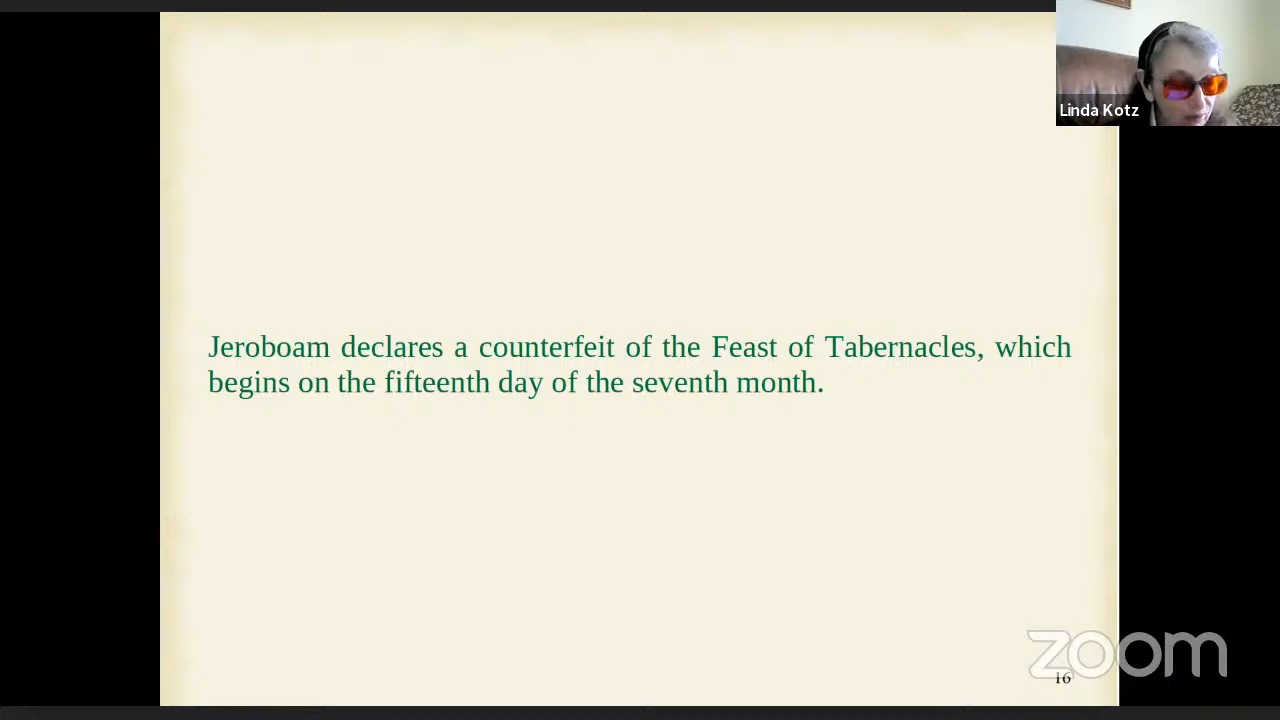 Linda Kotz
Jeroboam declares a counterfeit of the Feast of Tabernacles, which
begins on the fifteenth day of the seventh month.
zoom
16